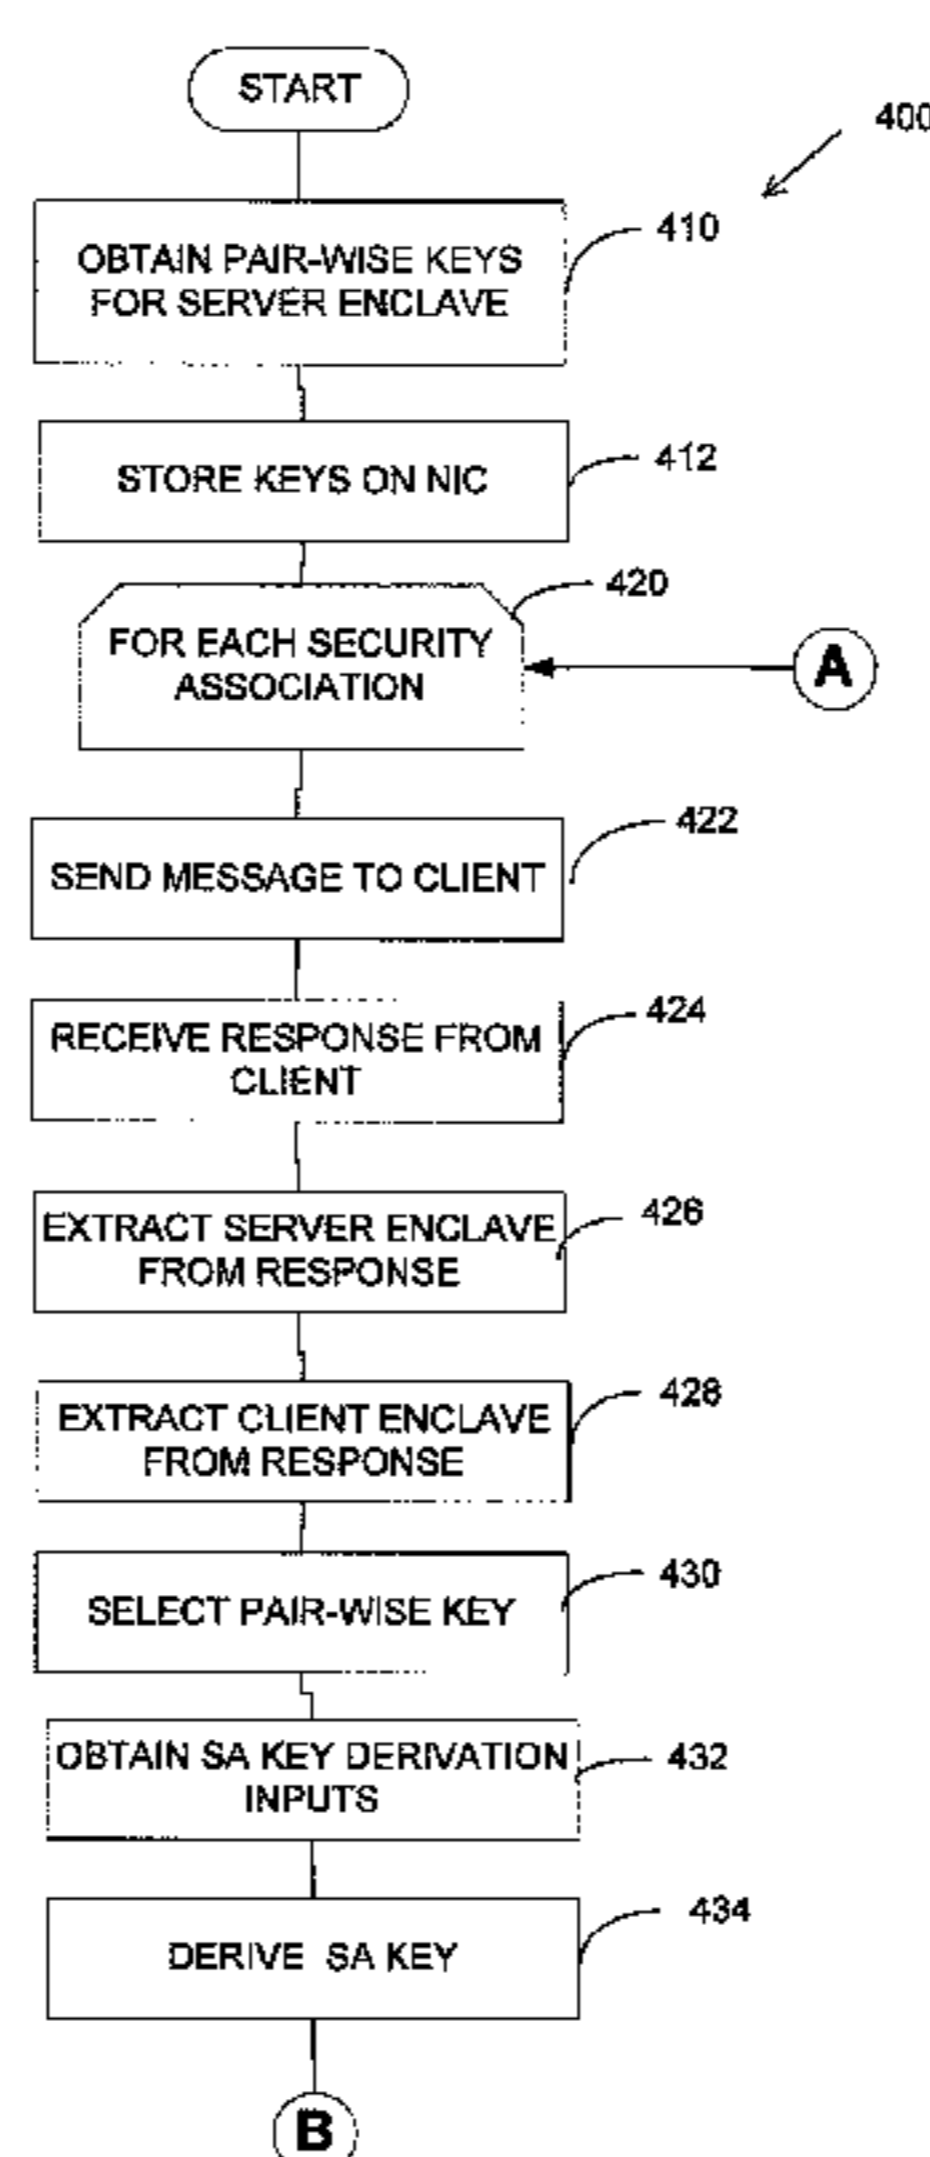 START
400
OBTAIN PAIR-WISE KEYS
FOR SERVER ENCLAVE
410
STORE KEYS ON NIC
412
FOR EACH SECURITY
ASSOCIATION
420
A
SEND MESSAGE TO CLIENT
422
RECEIVE RESPONSE FROM
CLIENT
424
EXTRACT SERVER ENCLAVE
FROM RESPONSE
426
EXTRACT CLIENT ENCLAVE
FROM RESPONSE
428
SELECT PAIR-WISE KEY
430
OBTAIN SA KEY DERIVATION
INPUTS
432
DERIVE SA KEY
434
B